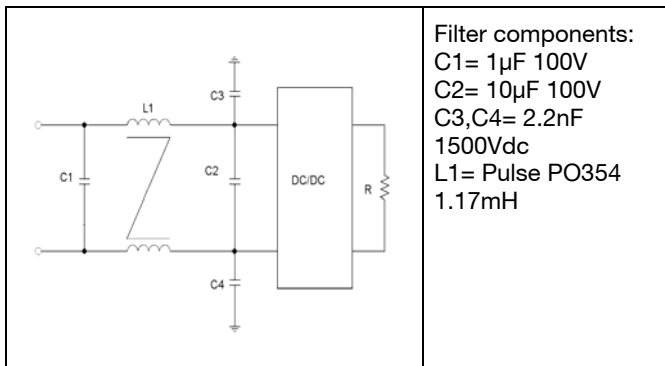 C3
L1
C1
C2
DC/DC
R
C4
Filter components:
C1= 1µF 100V
C2= 10µF 100V
C3,C4= 2.2nF
1500Vdc
L1= Pulse PO354
1.17mH